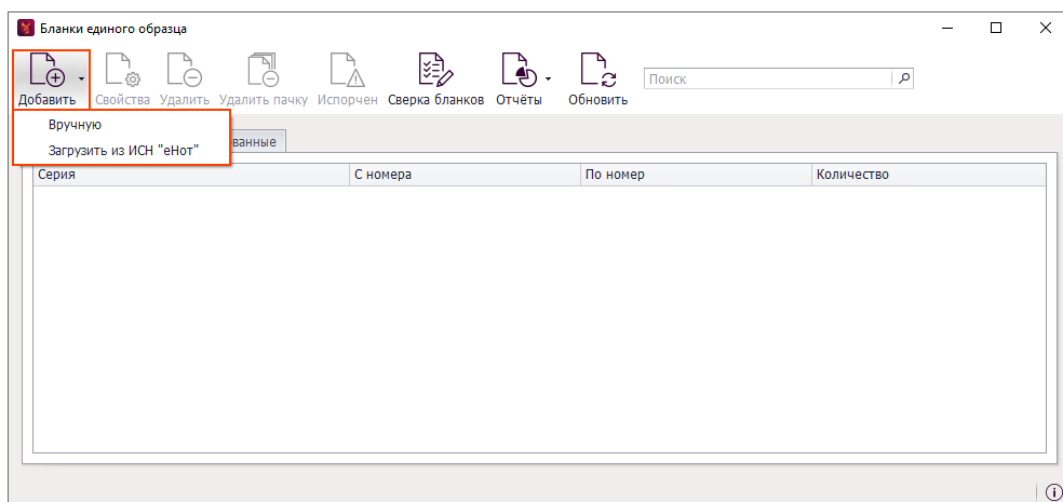 Бланки единого образца
Добавить Свойства Удалить Удалить пачку Испорчен Сверка бланков Отчёты Обновить Поиск
Вручную
Загрузить из ИСН "еНот"
Серия С номера По номер Количество